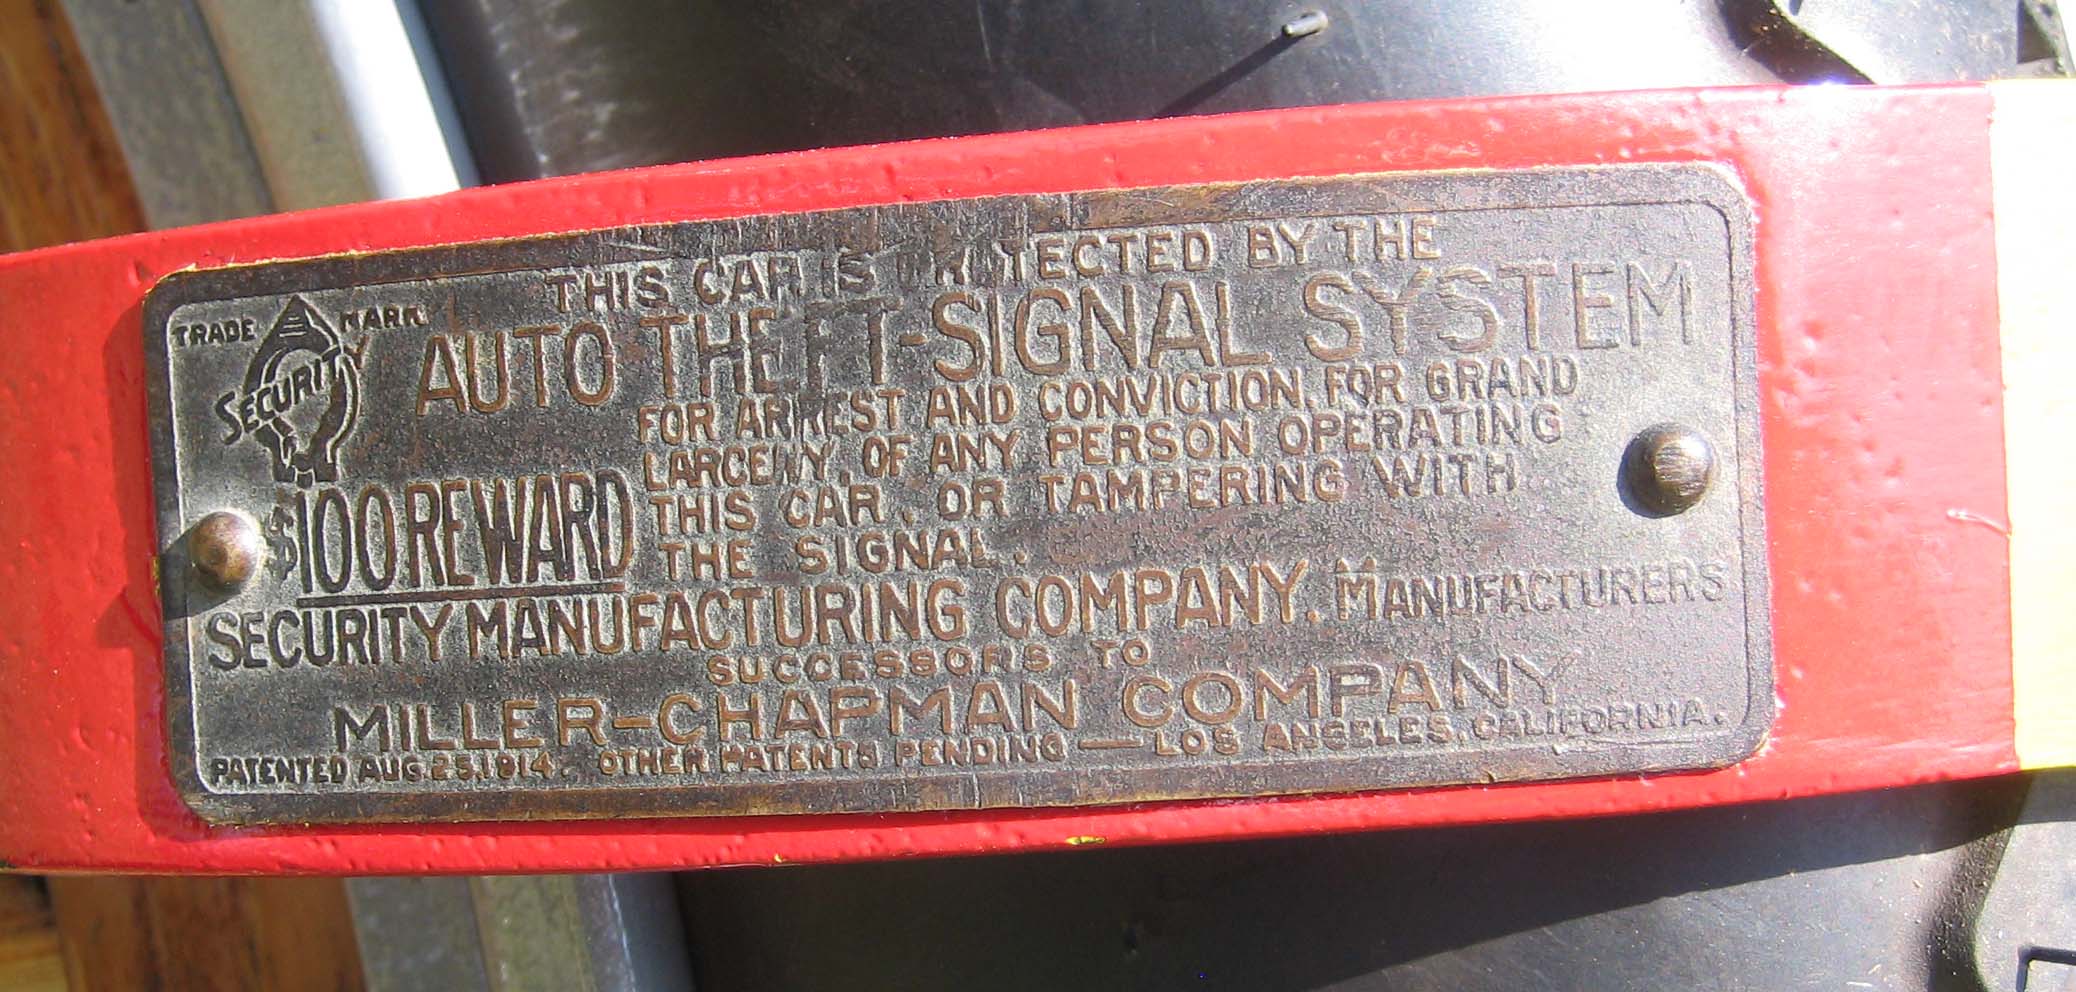 THIS CAR IS PROTECTED BY THE
TRADE MARK
SECURITY
AUTO THEFT-SIGNAL SYSTEM
$100 REWARD
FOR ARREST AND CONVICTION, FOR GRAND
LARCENY, OF ANY PERSON OPERATING
THIS CAR, OR TAMPERING WITH
THE SIGNAL.
SECURITY MANUFACTURING COMPANY. MANUFACTURERS
SUCCESSORS TO
MILLER-CHAPMAN COMPANY
PATENTED AUG. 25, 1914. OTHER PATENTS PENDING — LOS ANGELES, CALIFORNIA.